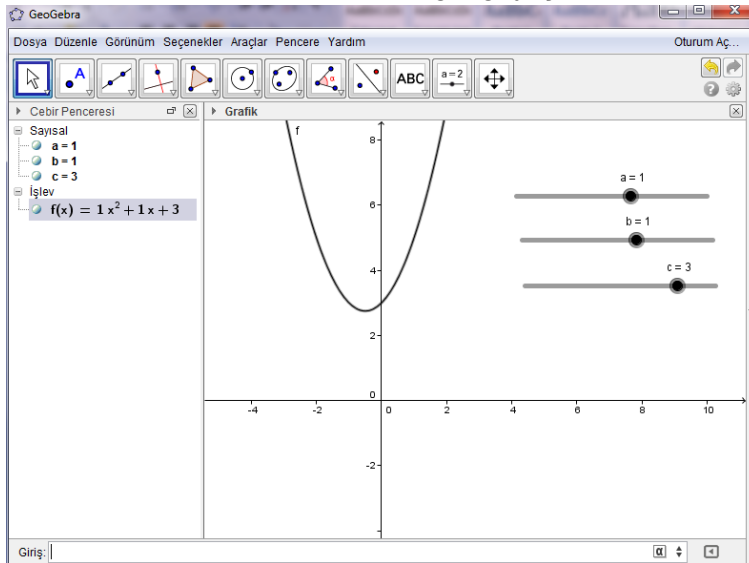 GeoGebra
Dosya Düzenle Görünüm Seçenekler Araçlar Pencere Yardım Oturum Aç...
A α ABC a=2
Cebir Penceresi
Grafik
Sayısal
a = 1
b = 1
c = 3
İşlev
f(x) = 1 x² + 1 x + 3
f
a = 1
b = 1
c = 3
8
6
4
2
0
-2
-4 -2 0 2 4 6 8 10
Giriş: α